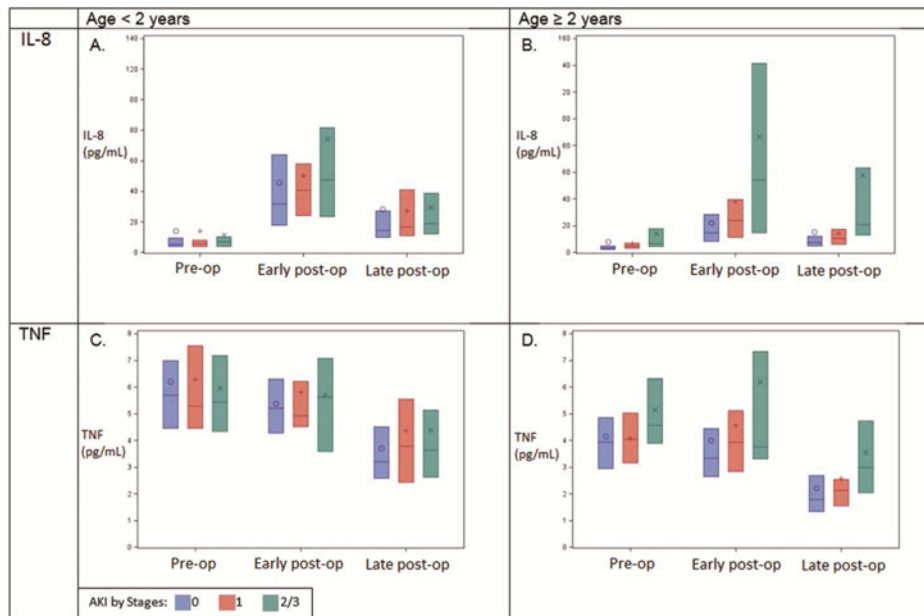 Age < 2 years
Age ≥ 2 years
IL-8
A.
140
120
100
80
60
40
20
0
IL-8
(pg/mL)
Pre-op
Early post-op
Late post-op
B.
160
140
120
100
80
60
40
20
0
IL-8
(pg/mL)
Pre-op
Early post-op
Late post-op
TNF
C.
8
7
6
5
4
3
2
1
0
TNF
(pg/mL)
Pre-op
Early post-op
Late post-op
D.
8
7
6
5
4
3
2
1
0
TNF
(pg/mL)
Pre-op
Early post-op
Late post-op
AKI by Stages: 0 1 2/3